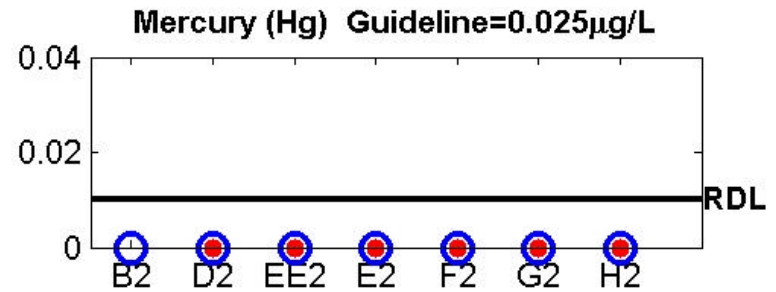 Mercury (Hg) Guideline=0.025μg/L
0.04
0.02
RDL
0
B2 D2 EE2 E2 F2 G2 H2